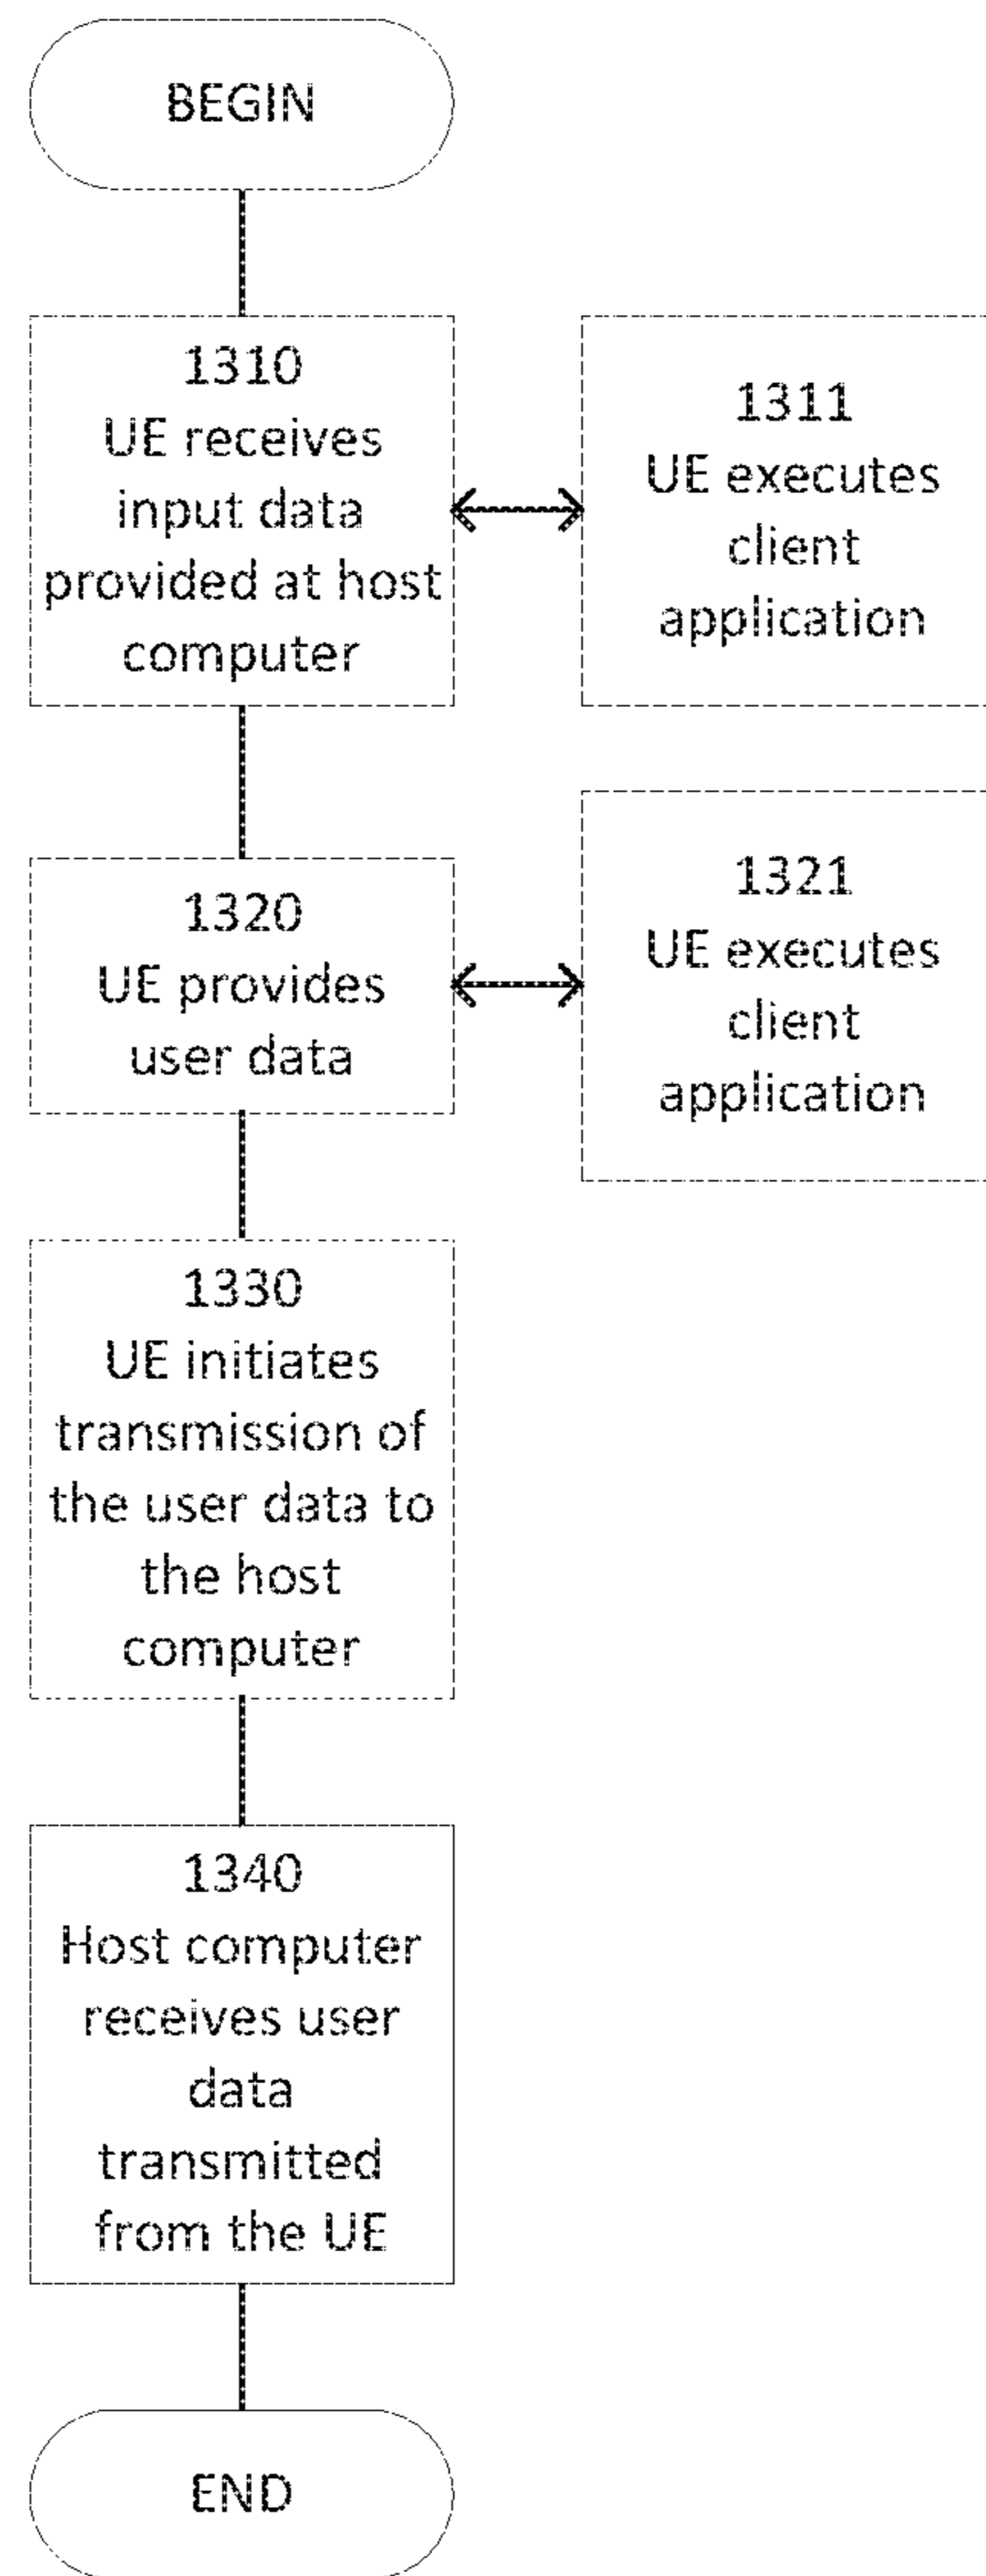 BEGIN
1310
UE receives
input data
provided at host
computer
1311
UE executes
client
application
1320
UE provides
user data
1321
UE executes
client
application
1330
UE initiates
transmission of
the user data to
the host
computer
1340
Host computer
receives user
data
transmitted
from the UE
END